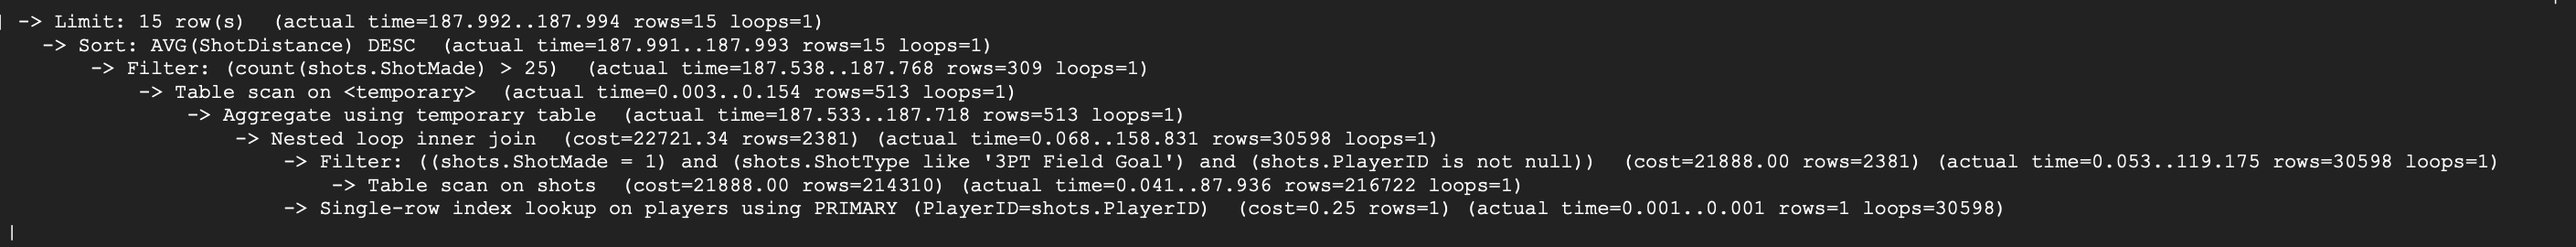 | -> Limit: 15 row(s)  (actual time=187.992..187.994 rows=15 loops=1)
-> Sort: AVG(ShotDistance) DESC  (actual time=187.991..187.993 rows=15 loops=1)
-> Filter: (count(shots.ShotMade) > 25)  (actual time=187.538..187.768 rows=309 loops=1)
-> Table scan on <temporary>  (actual time=0.003..0.154 rows=513 loops=1)
-> Aggregate using temporary table  (actual time=187.533..187.718 rows=513 loops=1)
-> Nested loop inner join  (cost=22721.34 rows=2381) (actual time=0.068..158.831 rows=30598 loops=1)
-> Filter: ((shots.ShotMade = 1) and (shots.ShotType like '3PT Field Goal') and (shots.PlayerID is not null))  (cost=21888.00 rows=2381) (actual time=0.053..119.175 rows=30598 loops=1)
-> Table scan on shots  (cost=21888.00 rows=214310) (actual time=0.041..87.936 rows=216722 loops=1)
-> Single-row index lookup on players using PRIMARY (PlayerID=shots.PlayerID)  (cost=0.25 rows=1) (actual time=0.001..0.001 rows=1 loops=30598)
|